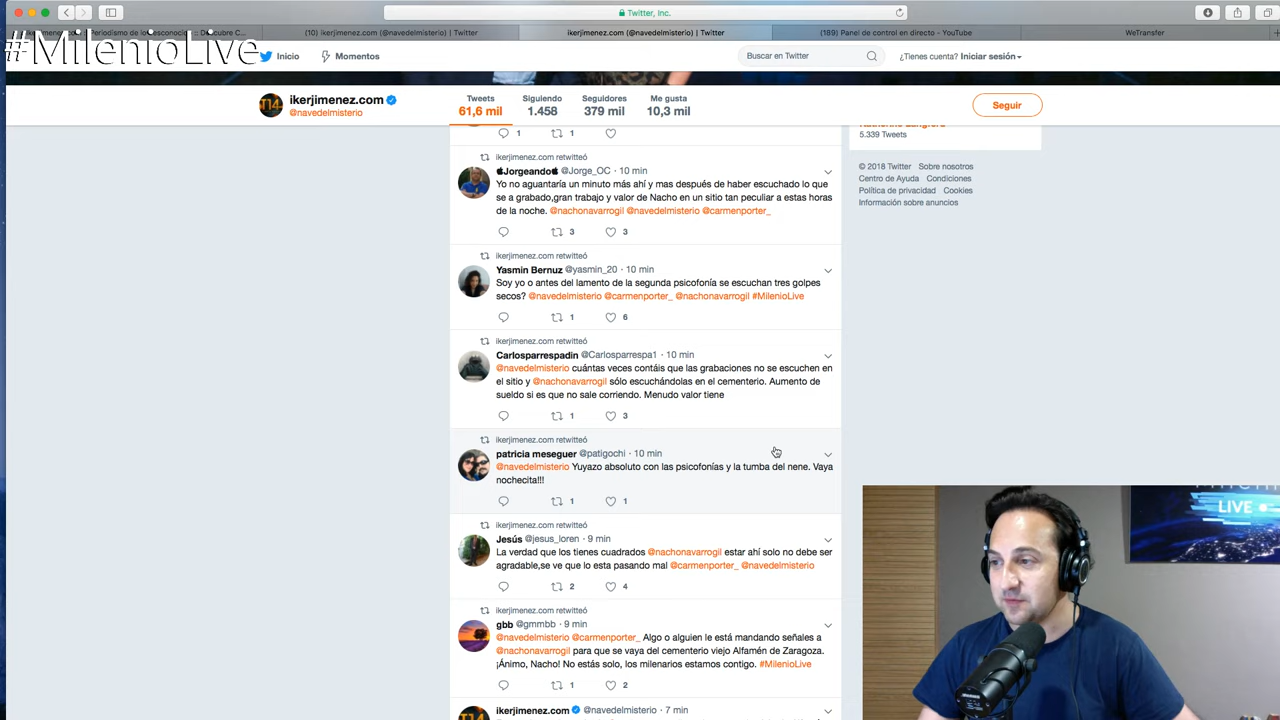 Twitter, Inc.
(10) ikerjimenez.com (@navedelmisterio) | Twitter
ikerjimenez.com (@navedelmisterio) | Twitter
(189) Panel de control en directo - YouTube
WeTransfer
#MilenioLive
Inicio
Momentos
Buscar en Twitter
¿Tienes cuenta? Iniciar sesión
ikerjimenez.com
@navedelmisterio
Tweets
61,6 mil
Siguiendo
1.458
Seguidores
379 mil
Me gusta
10,3 mil
Seguir
5.339 Tweets
© 2018 Twitter Sobre nosotros
Centro de Ayuda Condiciones
Política de privacidad Cookies
Información sobre anuncios
1 1
ikerjimenez.com retwitteó
Jorgeando @Jorge_OC · 10 min
Yo no aguantaría un minuto más ahí y mas después de haber escuchado lo que
se a grabado,gran trabajo y valor de Nacho en un sitio tan peculiar a estas horas
de la noche. @nachonavarrogil @navedelmisterio @carmenporter_
3 3
ikerjimenez.com retwitteó
Yasmin Bernuz @yasmin_20 · 10 min
Soy yo o antes del lamento de la segunda psicofonía se escuchan tres golpes
secos? @navedelmisterio @carmenporter_ @nachonavarrogil #MilenioLive
1 6
ikerjimenez.com retwitteó
Carlosparrespadin @Carlosparrespa1 · 10 min
@navedelmisterio cuántas veces contáis que las grabaciones no se escuchen en
el sitio y @nachonavarrogil sólo escuchándolas en el cementerio. Aumento de
sueldo si es que no sale corriendo. Menudo valor tiene
1 3
ikerjimenez.com retwitteó
patricia meseguer @patigochi · 10 min
@navedelmisterio Yuyazo absoluto con las psicofonías y la tumba del nene. Vaya
nochecita!!!
1 1
ikerjimenez.com retwitteó
Jesús @jesus_loren · 9 min
La verdad que los tienes cuadrados @nachonavarrogil estar ahí solo no debe ser
agradable,se ve que lo esta pasando mal @carmenporter_ @navedelmisterio
2 4
ikerjimenez.com retwitteó
gbb @gmmbb · 9 min
@navedelmisterio @carmenporter_ Algo o alguien le está mandando señales a
@nachonavarrogil para que se vaya del cementerio viejo Alfamén de Zaragoza.
¡Ánimo, Nacho! No estás solo, los milenarios estamos contigo. #MilenioLive
1 2
ikerjimenez.com @navedelmisterio · 7 min
LIVE